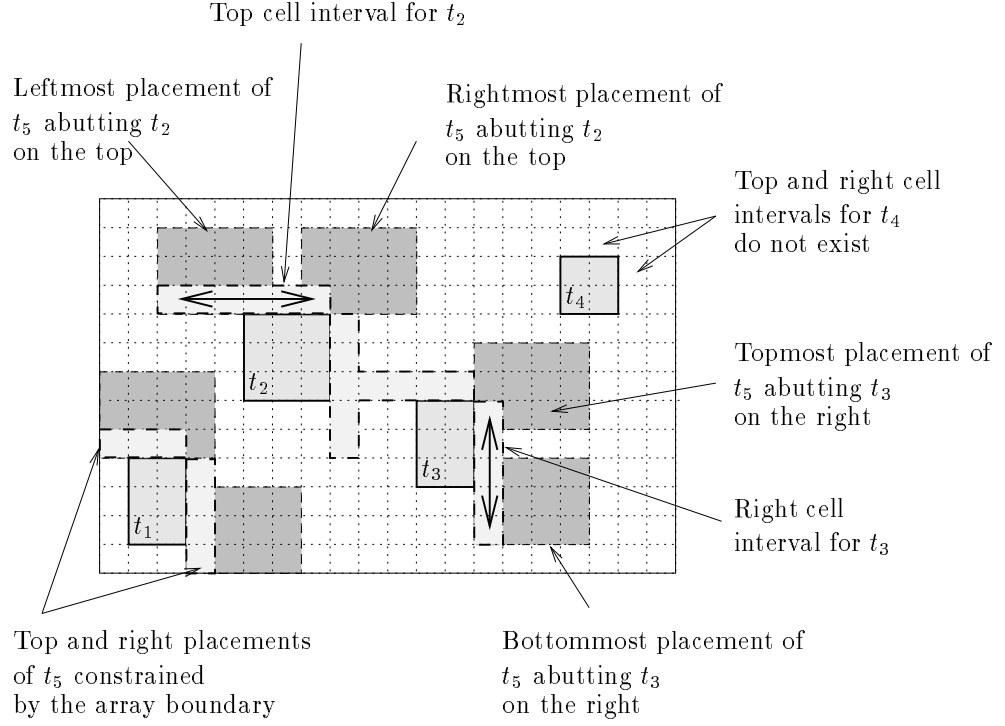 Top cell interval for t2
Leftmost placement of
t5 abutting t2
on the top
Rightmost placement of
t5 abutting t2
on the top
Top and right cell
intervals for t4
do not exist
t4
t2
Topmost placement of
t5 abutting t3
on the right
t3
t1
Right cell
interval for t3
Top and right placements
of t5 constrained
by the array boundary
Bottommost placement of
t5 abutting t3
on the right